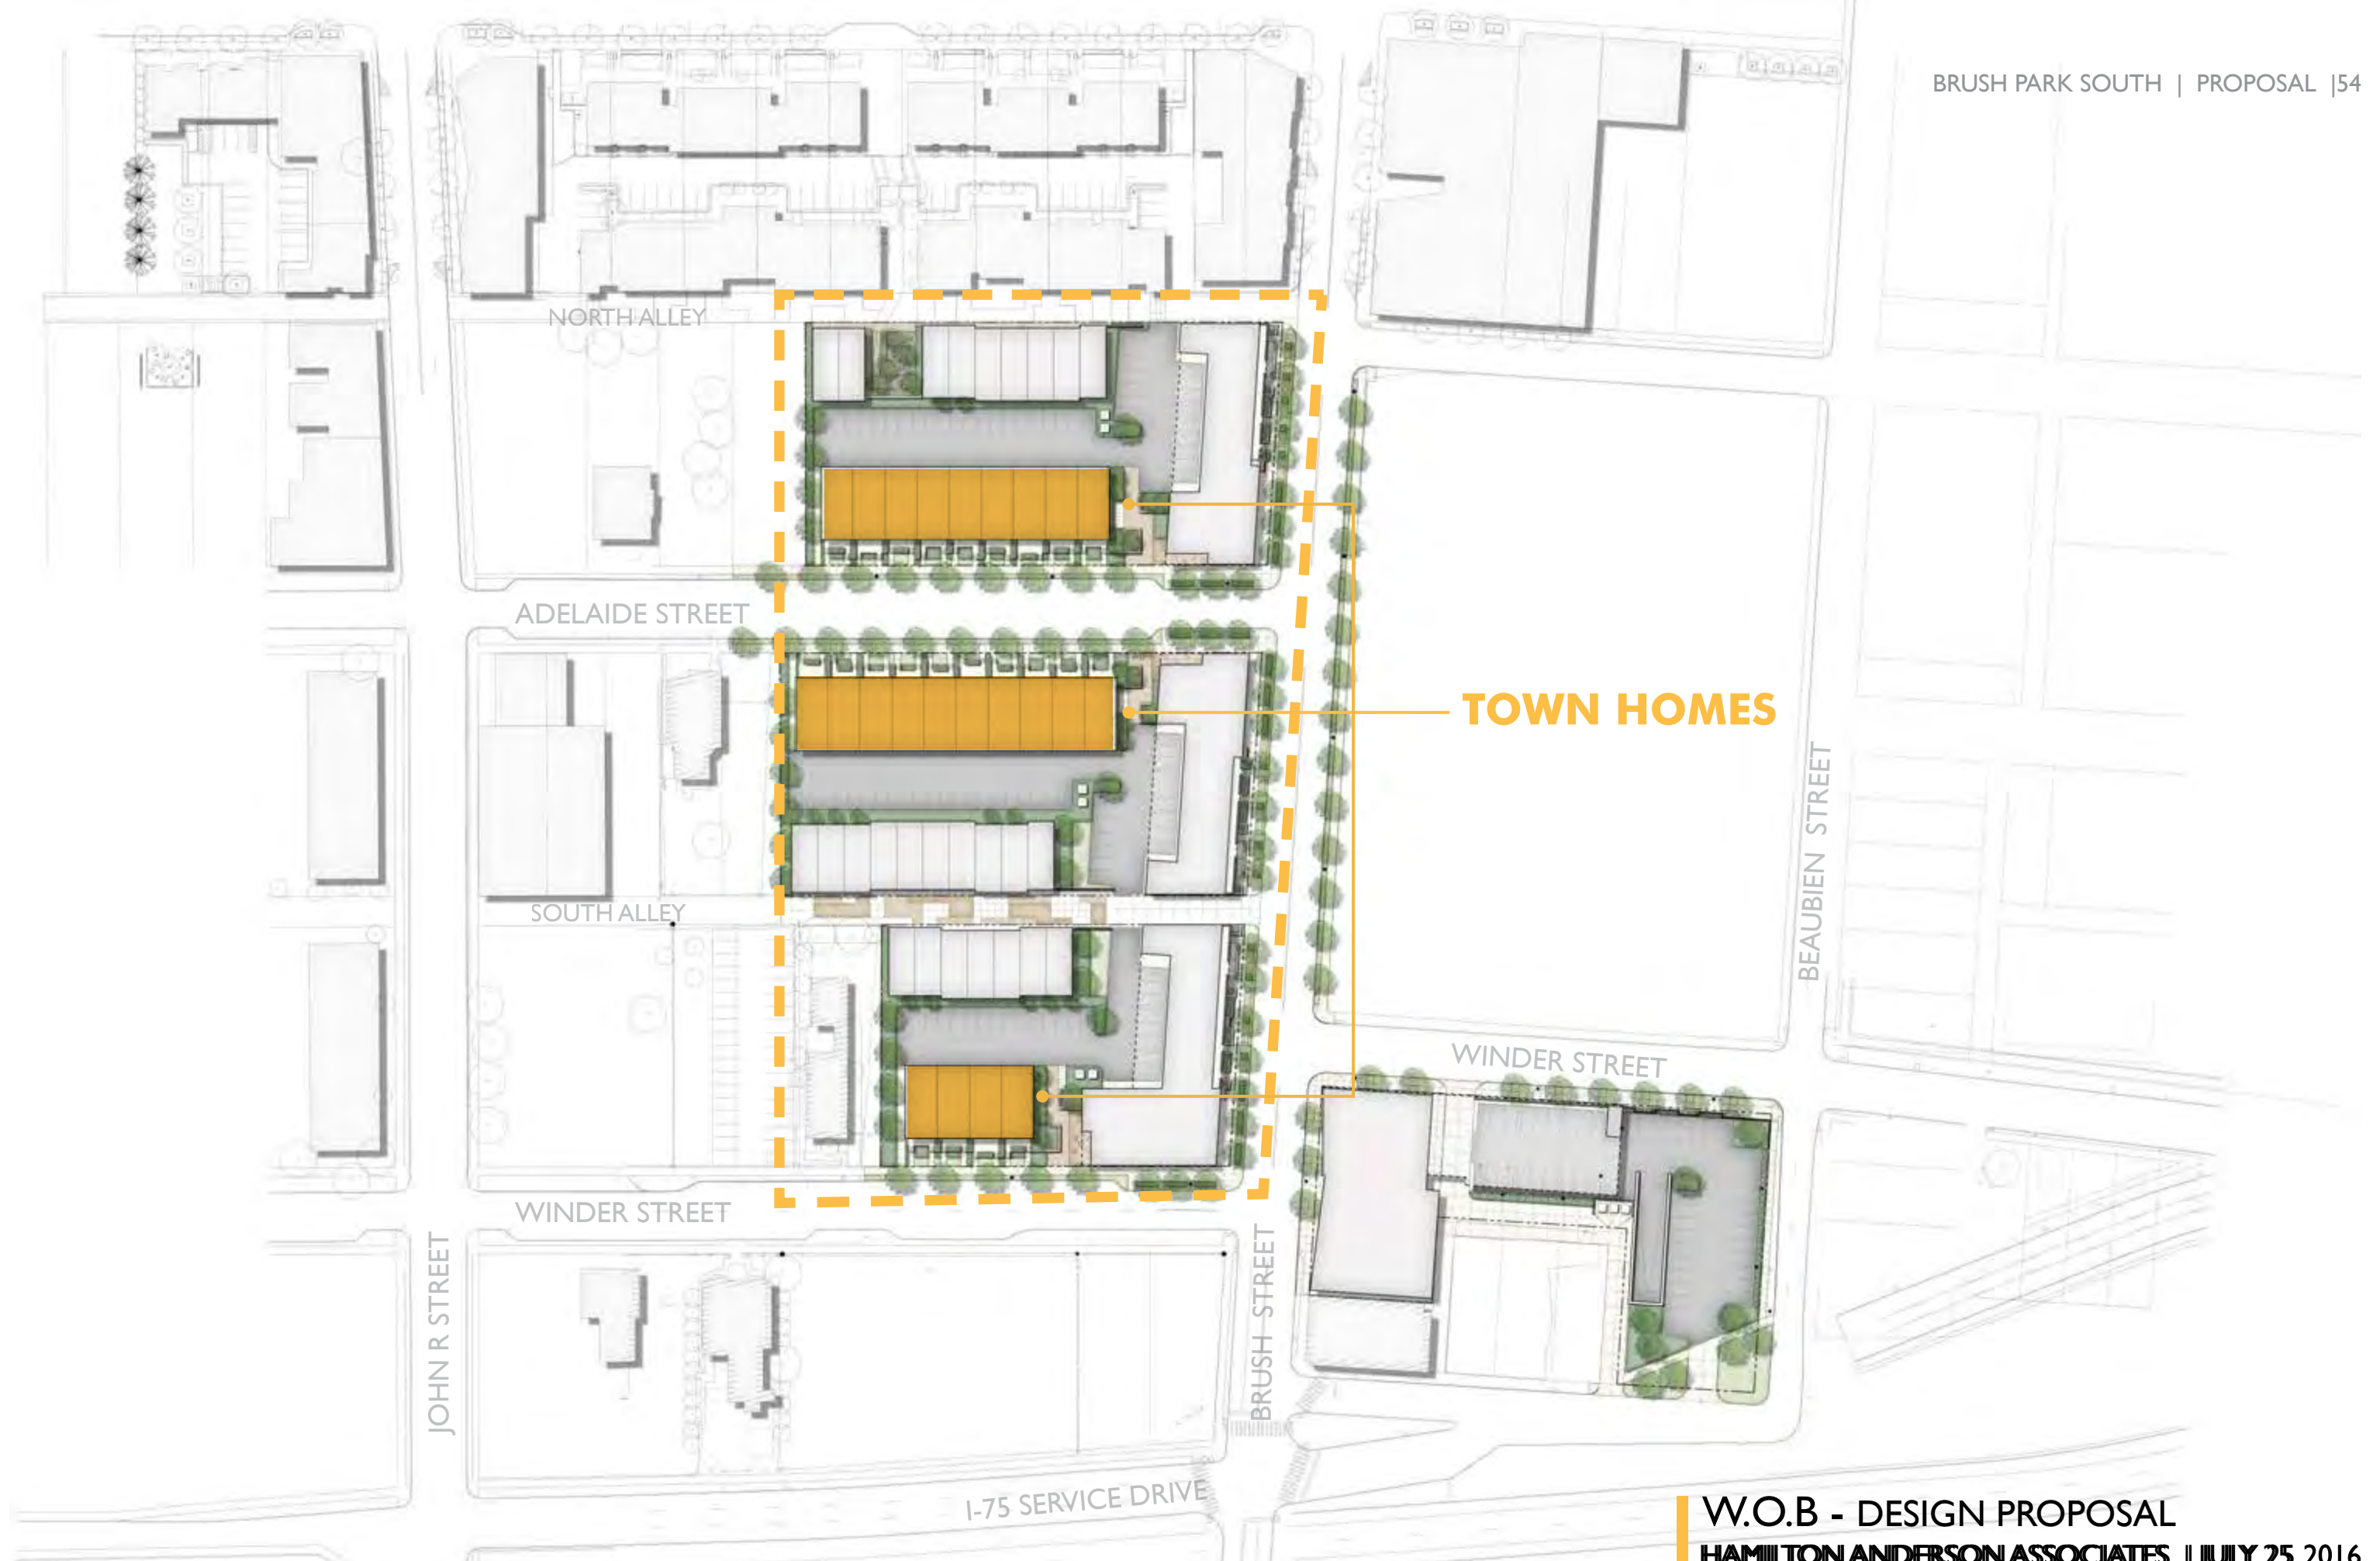 BRUSH PARK SOUTH | PROPOSAL |54
NORTH ALLEY
ADELAIDE STREET
TOWN HOMES
BEAUBIEN STREET
SOUTH ALLEY
WINDER STREET
WINDER STREET
JOHN R STREET
BRUSH STREET
I-75 SERVICE DRIVE
W.O.B - DESIGN PROPOSAL
HAMILTON ANDERSON ASSOCIATES | JULY 25, 2016